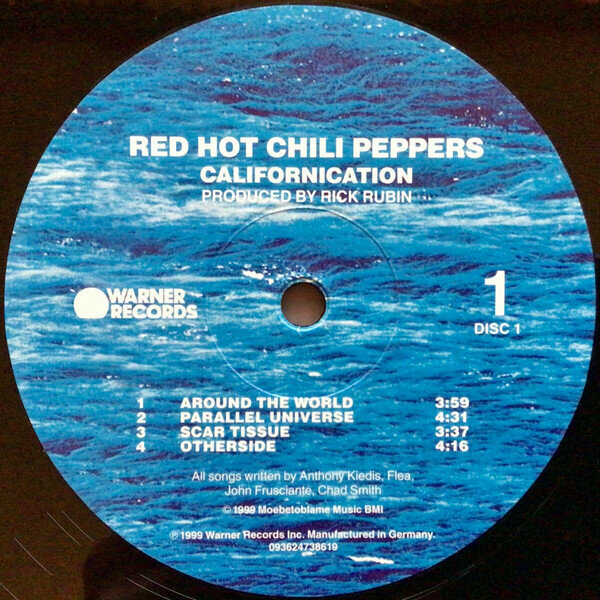 RED HOT CHILI PEPPERS
CALIFORNICATION
PRODUCED BY RICK RUBIN
WARNER
RECORDS
1
DISC 1
1 AROUND THE WORLD 3:59
2 PARALLEL UNIVERSE 4:31
3 SCAR TISSUE 3:37
4 OTHERSIDE 4:16
All songs written by Anthony Kiedis, Flea,
John Frusciante, Chad Smith
© 1999 Moebetoblame Music BMI
℗ 1999 Warner Records Inc. Manufactured in Germany.
093624738619